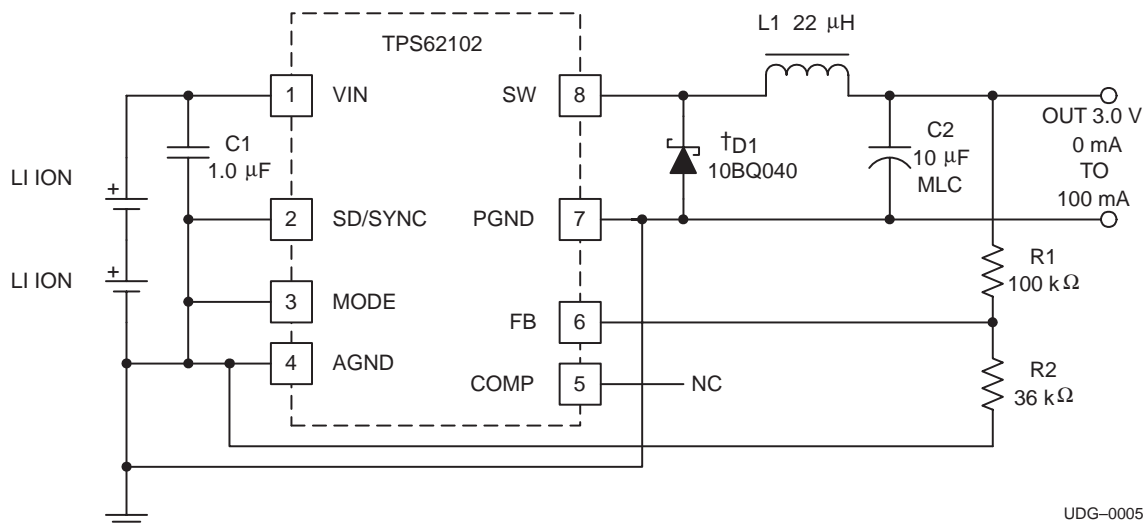 L1 22 μH
TPS62102
1
VIN
SW
8
C1
1.0 μF
†D1
10BQ040
C2
10 μF
MLC
OUT 3.0 V
0 mA
TO
100 mA
LI ION
+
2
SD/SYNC
PGND
7
LI ION
+
3
MODE
R1
100 kΩ
FB
6
4
AGND
COMP
5
NC
R2
36 kΩ
UDG–0005